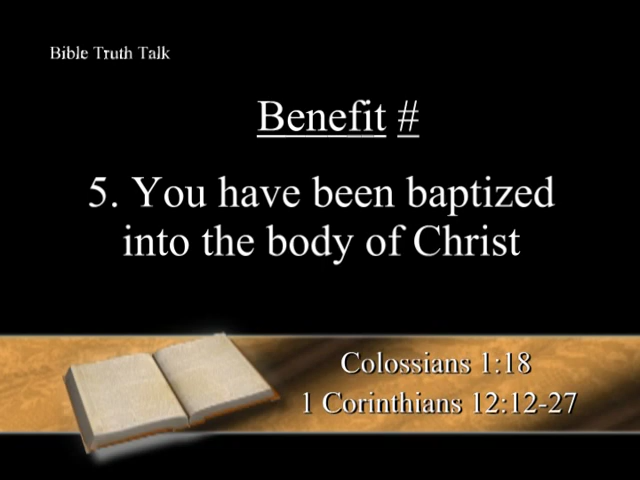 Bible Truth Talk
Benefit #
5. You have been baptized
into the body of Christ
Colossians 1:18
1 Corinthians 12:12-27